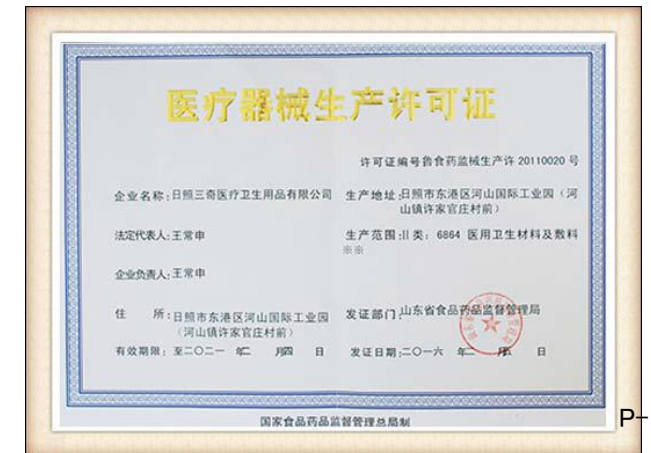 医疗器械生产许可证
许可证编号鲁食药监械生产许 20110020 号
企业名称:日照三奇医疗卫生用品有限公司
生产地址:日照市东港区河山国际工业园（河
山镇许家官庄村前）
法定代表人:王常申
生产范围:II类: 6864 医用卫生材料及敷料
※※
企业负责人:王常申
住 所:日照市东港区河山国际工业园
（河山镇许家官庄村前）
发证部门:山东省食品药品监督管理局
有效期限: 至二〇二一 年二 月四 日
发证日期:二〇一六 年二 月五 日
国家食品药品监督管理总局制
P-